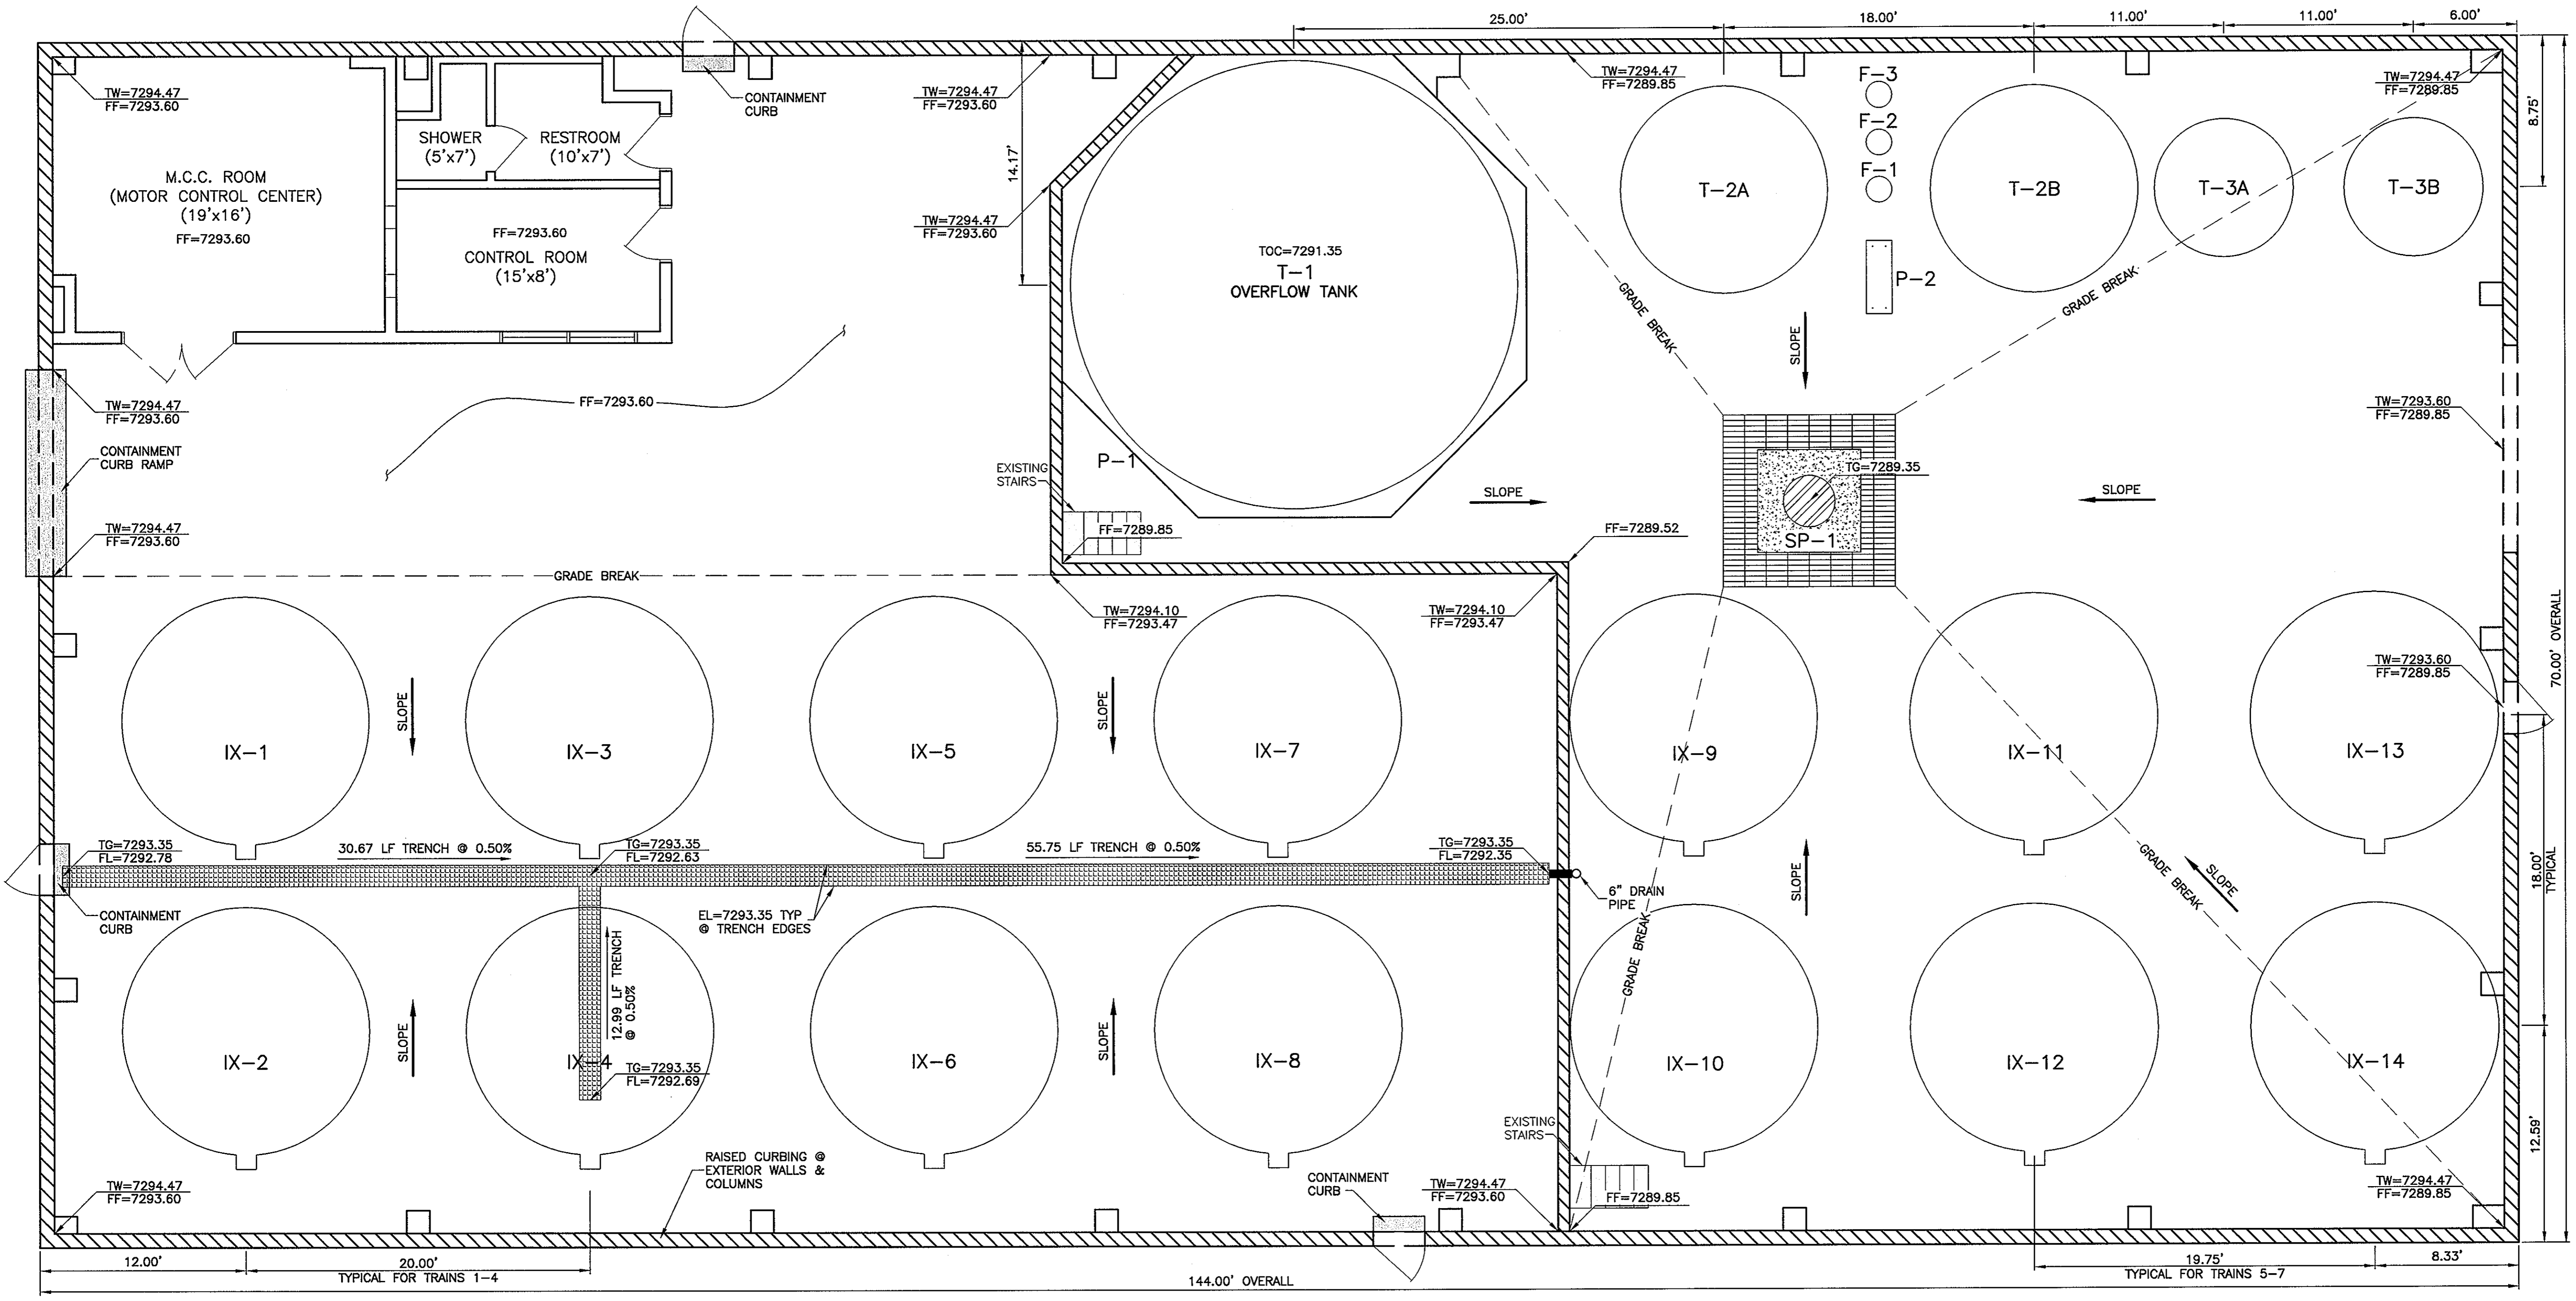 25.00'
18.00'
11.00'
11.00'
6.00'
TW=7294.47
FF=7293.60
CONTAINMENT
CURB
TW=7294.47
FF=7293.60
TW=7294.47
FF=7289.85
F-3
F-2
F-1
TW=7294.47
FF=7289.85
8.75'
SHOWER
(5'x7')
RESTROOM
(10'x7')
14.17'
M.C.C. ROOM
(MOTOR CONTROL CENTER)
(19'x16')
FF=7293.60
TW=7294.47
FF=7293.60
T-2A
T-2B
T-3A
T-3B
FF=7293.60
CONTROL ROOM
(15'x8')
TOC=7291.35
T-1
OVERFLOW TANK
P-2
GRADE BREAK
GRADE BREAK
SLOPE
TW=7294.47
FF=7293.60
FF=7293.60
TW=7293.60
FF=7289.85
CONTAINMENT
CURB RAMP
P-1
EXISTING
STAIRS
TG=7289.35
SLOPE
SLOPE
TW=7294.47
FF=7293.60
FF=7289.85
FF=7289.52
SP-1
GRADE BREAK
TW=7294.10
FF=7293.47
TW=7294.10
FF=7293.47
70.00' OVERALL
TW=7293.60
FF=7289.85
SLOPE
SLOPE
IX-1
IX-3
IX-5
IX-7
IX-9
IX-11
IX-13
TG=7293.35
FL=7292.78
30.67 LF TRENCH @ 0.50%
TG=7293.35
FL=7292.63
55.75 LF TRENCH @ 0.50%
TG=7293.35
FL=7292.35
6" DRAIN
PIPE
SLOPE
GRADE BREAK
SLOPE
18.00'
TYPICAL
CONTAINMENT
CURB
EL=7293.35 TYP
@ TRENCH EDGES
12.99 LF TRENCH
@ 0.50%
GRADE BREAK
SLOPE
SLOPE
IX-2
IX-4
IX-6
IX-8
IX-10
IX-12
IX-14
TG=7293.35
FL=7292.69
EXISTING
STAIRS
12.59'
RAISED CURBING @
EXTERIOR WALLS &
COLUMNS
TW=7294.47
FF=7293.60
CONTAINMENT
CURB
TW=7294.47
FF=7293.60
FF=7289.85
TW=7294.47
FF=7289.85
12.00'
20.00'
TYPICAL FOR TRAINS 1-4
144.00' OVERALL
19.75'
TYPICAL FOR TRAINS 5-7
8.33'